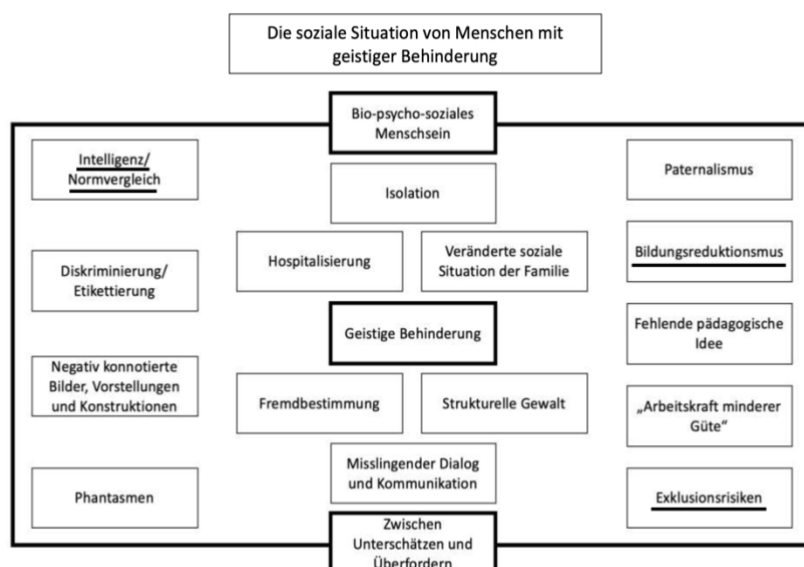 Die soziale Situation von Menschen mit
geistiger Behinderung
Bio-psycho-soziales
Menschsein
Intelligenz/
Normvergleich
Isolation
Paternalismus
Hospitalisierung
Veränderte soziale
Situation der Familie
Bildungsreduktionsmus
Diskriminierung/
Etikettierung
Geistige Behinderung
Fehlende pädagogische
Idee
Negativ konnotierte
Bilder, Vorstellungen
und Konstruktionen
Fremdbestimmung
Strukturelle Gewalt
„Arbeitskraft minderer
Güte“
Misslingender Dialog
und Kommunikation
Phantasmen
Exklusionsrisiken
Zwischen
Unterschätzen und
Überfordern